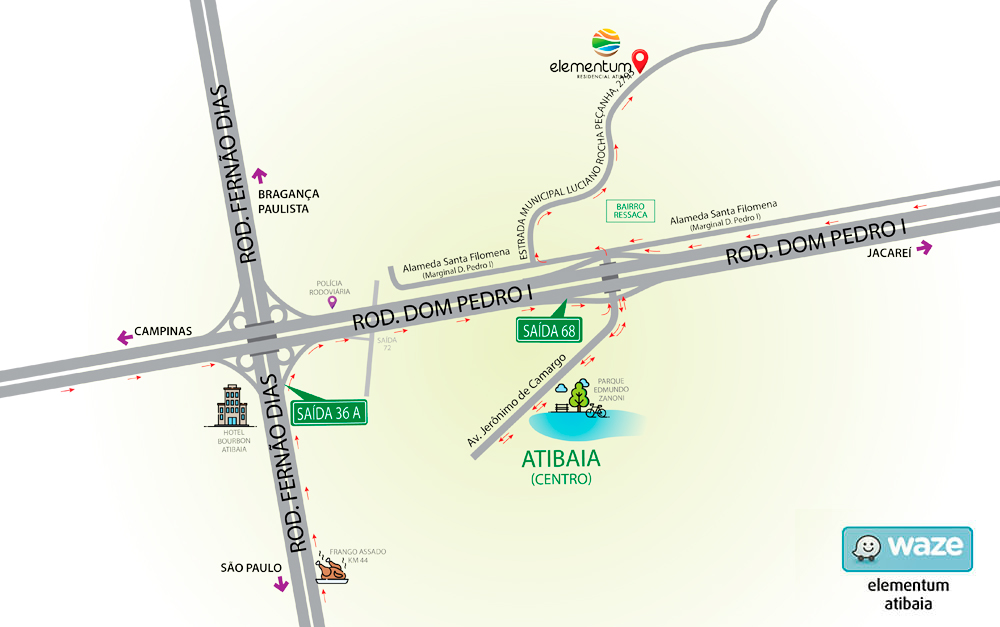 elementum
RESIDENCIAL ATIBAIA
ESTRADA MUNICIPAL LUCIANO ROCHA PEÇANHA, 2795
ROD. FERNÃO DIAS
BRAGANÇA
PAULISTA
BAIRRO
RESSACA
Alameda Santa Filomena
(Marginal D. Pedro I)
ROD. DOM PEDRO I
JACAREÍ
Alameda Santa Filomena
(Marginal D. Pedro I)
POLÍCIA
RODOVIÁRIA
ROD. DOM PEDRO I
CAMPINAS
SAÍDA 68
SAÍDA
72
Av. Jerônimo de Camargo
PARQUE
EDMUNDO
ZANONI
SAÍDA 36 A
HOTEL
BOURBON
ATIBAIA
ROD. FERNÃO DIAS
ATIBAIA
(CENTRO)
FRANGO ASSADO
KM 44
SÃO PAULO
waze
elementum
atibaia